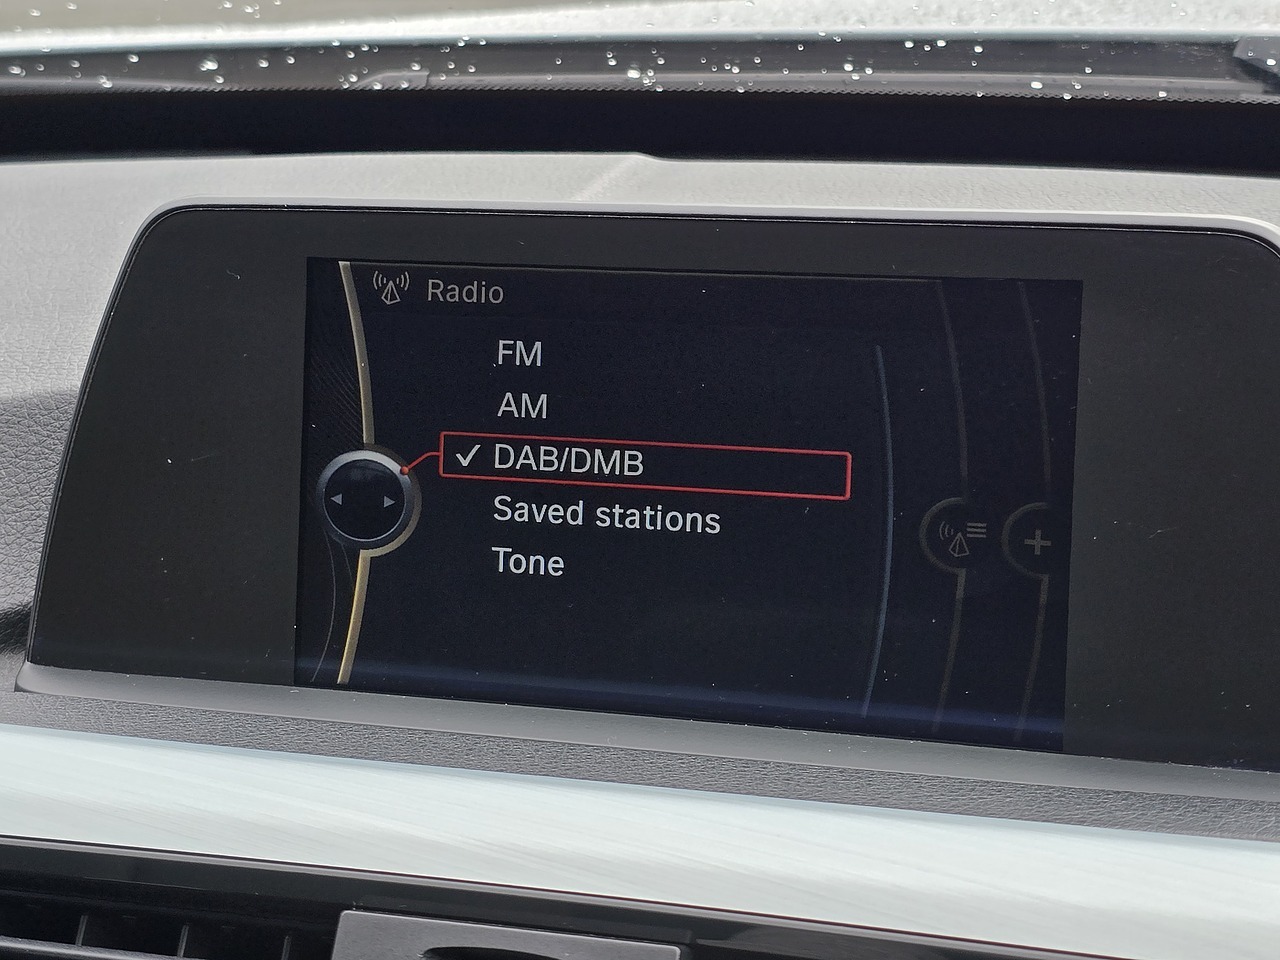 Radio
FM
AM
✓ DAB/DMB
Saved stations
Tone